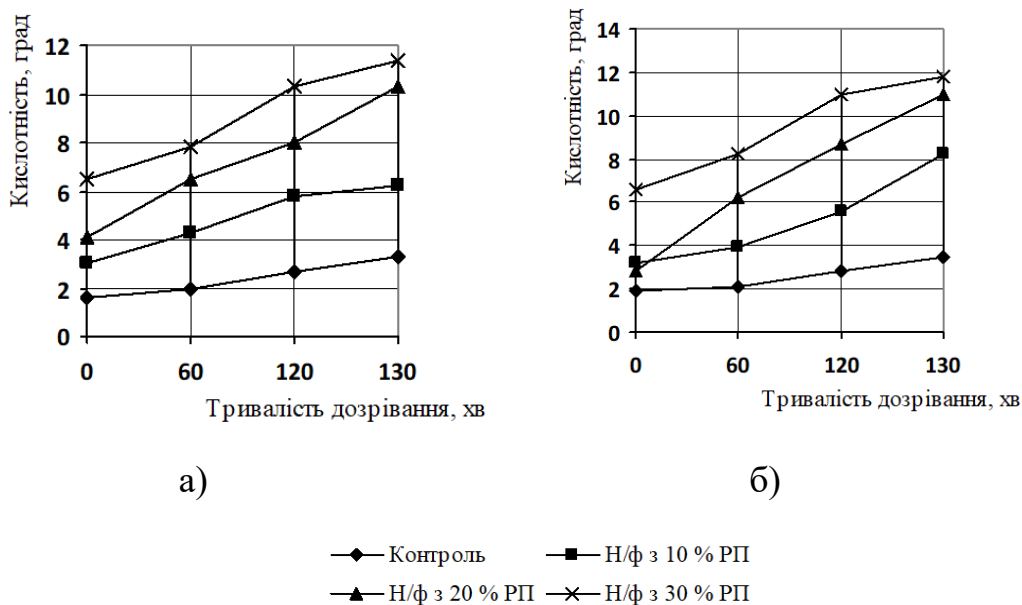 Кислотність, град
12
10
8
6
4
2
0
0 60 120 130
Тривалість дозрівання, хв
а)
Кислотність, град
14
12
10
8
6
4
2
0
0 60 120 130
Тривалість дозрівання, хв
б)
Контроль Н/ф з 10 % РП
Н/ф з 20 % РП Н/ф з 30 % РП